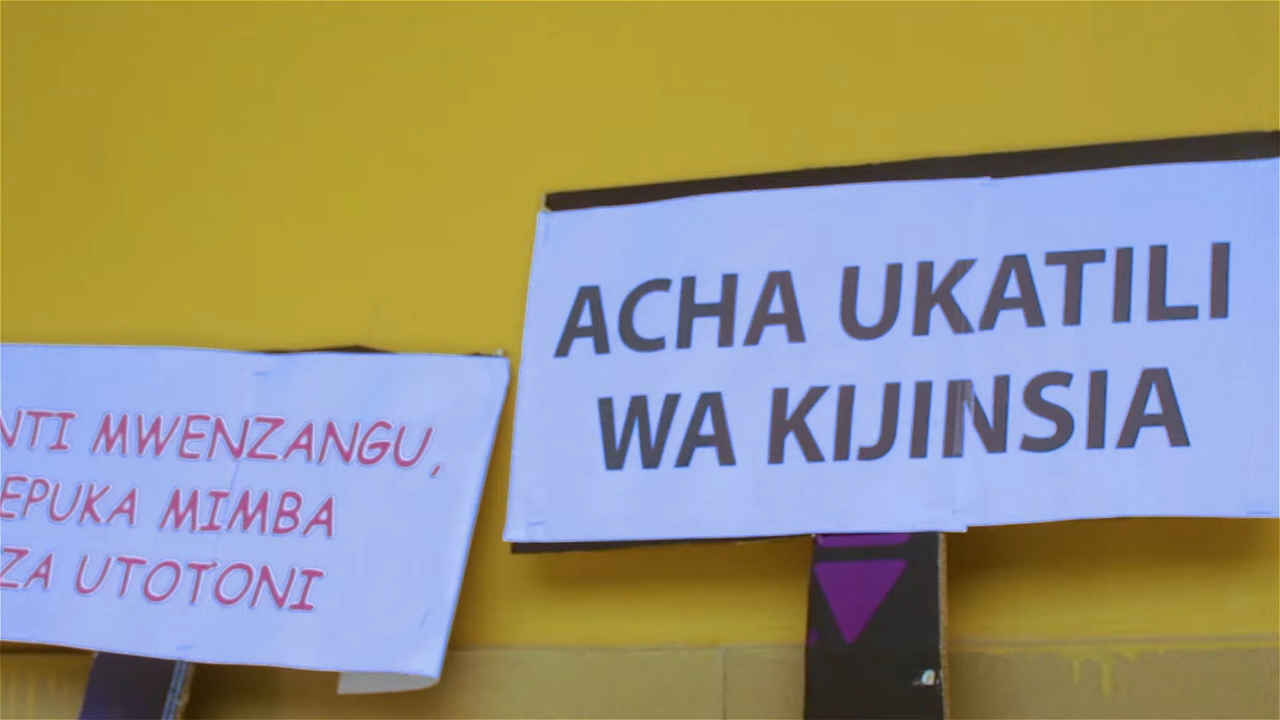 NTI MWENZANGU,
EPUKA MIMBA
ZA UTOTONI
ACHA UKATILI
WA KIJINSIA